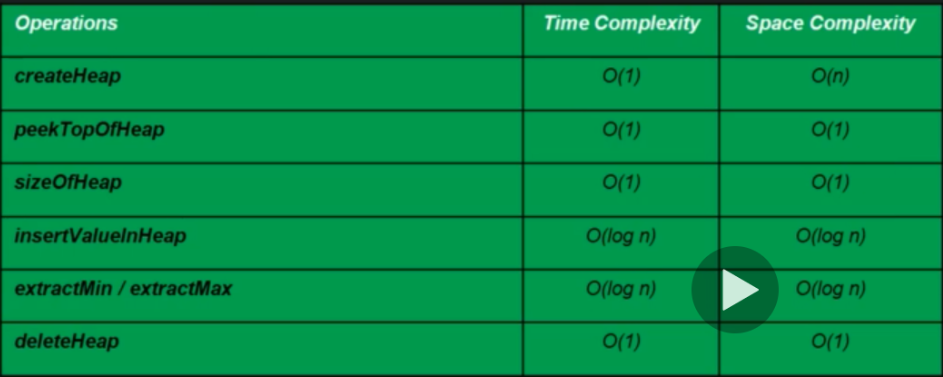 Operations Time Complexity Space Complexity
createHeap O(1) O(n)
peekTopOfHeap O(1) O(1)
sizeOfHeap O(1) O(1)
insertValueInHeap O(log n) O(log n)
extractMin / extractMax O(log n) O(log n)
deleteHeap O(1) O(1)